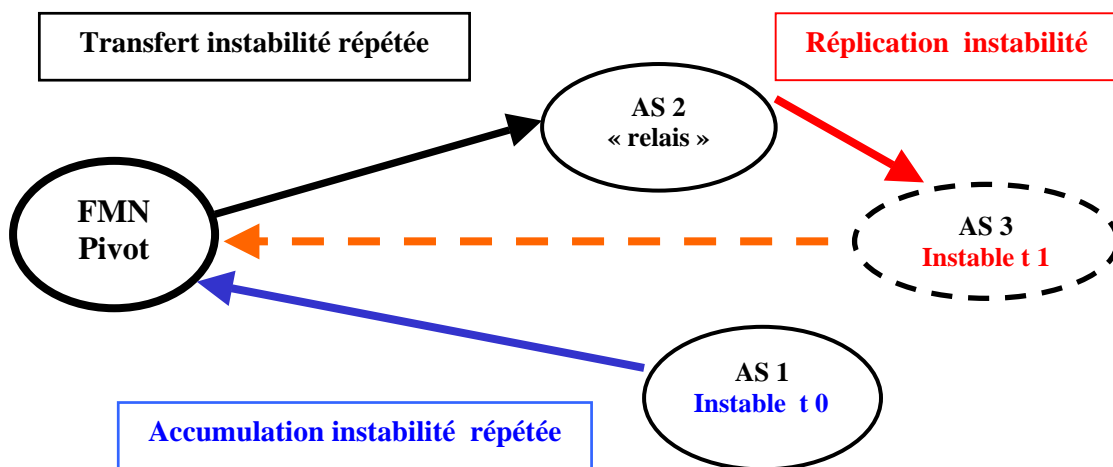 Transfert instabilité répétée
Réplication instabilité
AS 2
« relais »
FMN
Pivot
AS 3
Instable t 1
AS 1
Instable t 0
Accumulation instabilité répétée